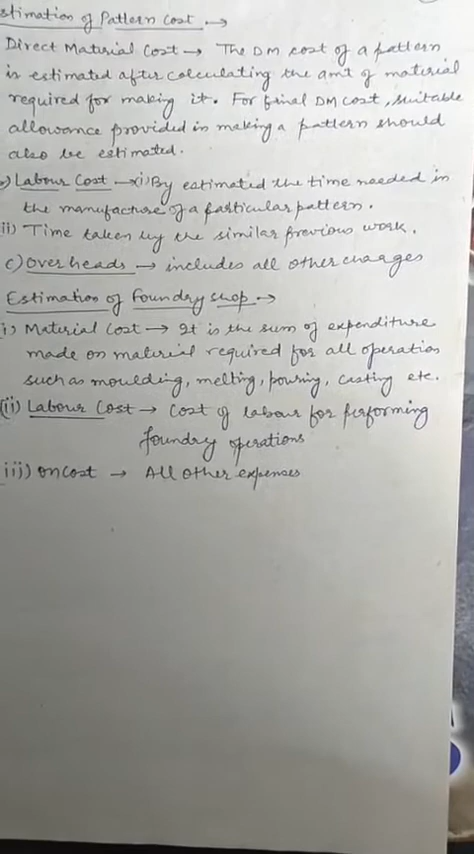 stimation of Pattern Cost →
Direct Material Cost → The DM cost of a pattern
is estimated after calculating the amt of material
required for making it. For final DM cost, suitable
allowance provided in making a pattern should
also be estimated.
) Labour Cost → (i) By estimated the time needed in
the manufacture of a particular pattern.
ii) Time taken by the similar previous work.
c) Overheads → includes all other charges
Estimation of Foundry shop →
i) Material Cost → It is the sum of expenditure
made on material required for all operation
such as moulding, melting, pouring, casting etc.
(ii) Labour Cost → Cost of labour for performing
foundry operations
iii) on cost → All other expenses